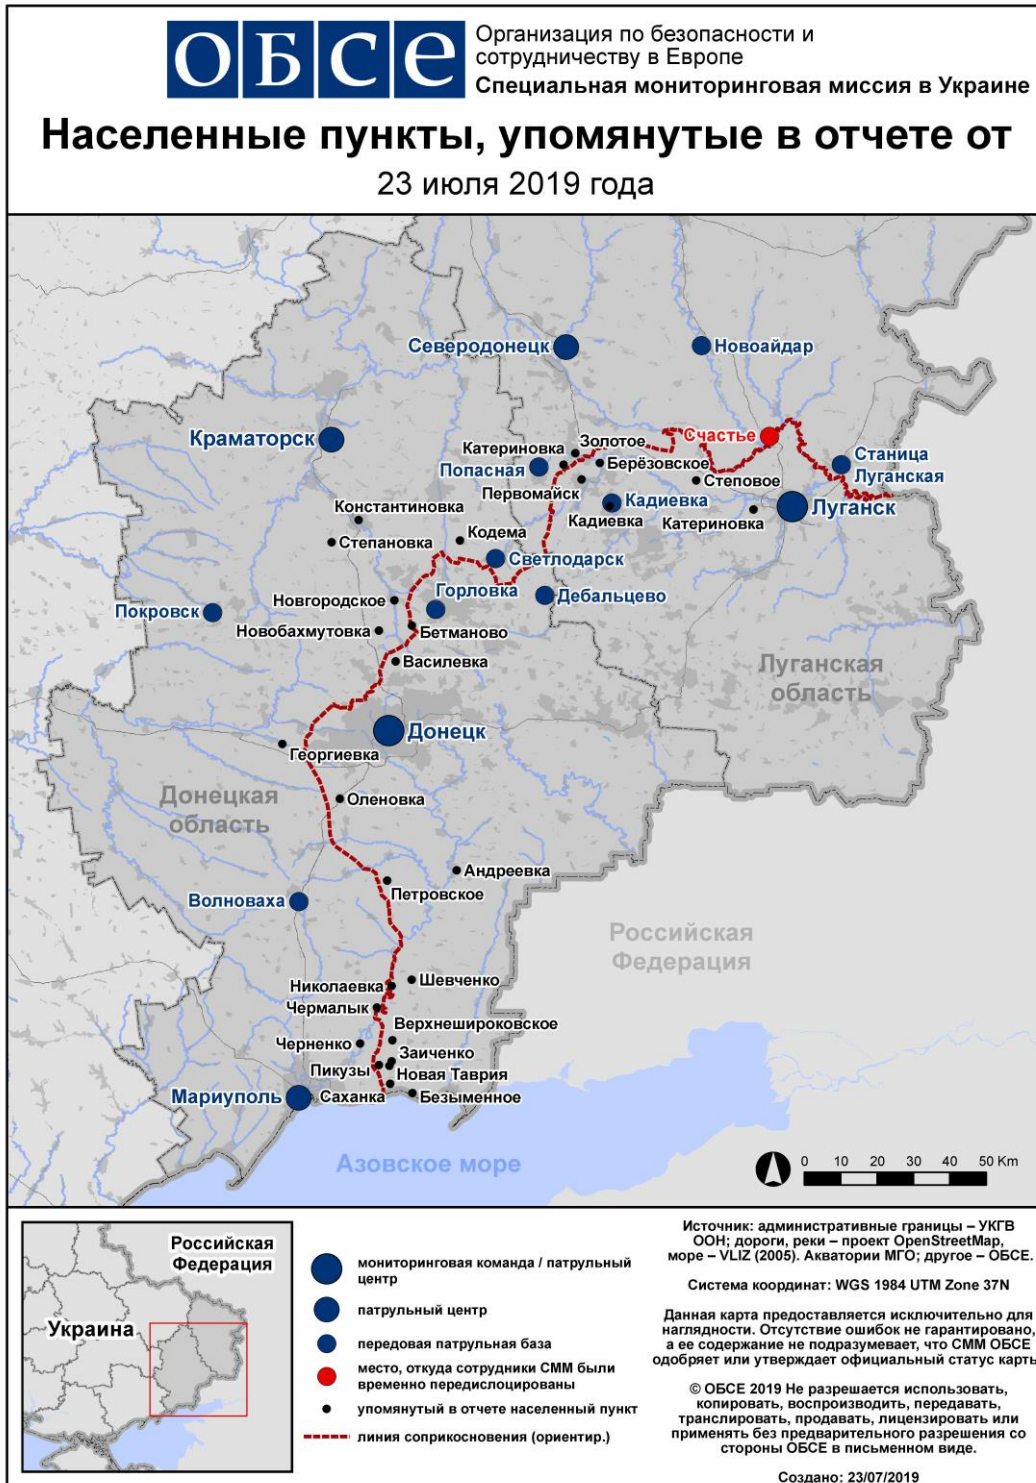 ОБСЕ
Организация по безопасности и
сотрудничеству в Европе
Специальная мониторинговая миссия в Украине
Населенные пункты, упомянутые в отчете от
23 июля 2019 года
Северодонецк
Новоайдар
Краматорск
Счастье
Катериновка
Золотое
Попасная
Берёзовское
Станица
Луганская
Первомайск
Степовое
Кадиевка
Луганск
Константиновка
Кадиевка
Катериновка
Кодема
Степановка
Светлодарск
Горловка
Дебальцево
Новгородское
Покровск
Новобахмутовка
Бетманово
Василевка
Луганская
область
Донецк
Георгиевка
Донецкая
область
Оленовка
Андреевка
Петровское
Волноваха
Российская
Федерация
Шевченко
Николаевка
Чермалык
Верхнешироковское
Черненко
Заиченко
Пикузы
Новая Таврия
Мариуполь
Саханка
Безыменное
Азовское море
0 10 20 30 40 50 Km
Российская
Федерация
Украина
мониторинговая команда / патрульный
центр
патрульный центр
передовая патрульная база
место, откуда сотрудники СММ были
временно передислоцированы
упомянутый в отчете населенный пункт
линия соприкосновения (ориентир.)
Источник: административные границы – УКГВ
ООН; дороги, реки – проект OpenStreetMap,
море – VLIZ (2005). Акватории МГО; другое – ОБСЕ.
Система координат: WGS 1984 UTM Zone 37N
Данная карта предоставляется исключительно для
наглядности. Отсутствие ошибок не гарантировано,
а ее содержание не подразумевает, что СММ ОБСЕ
одобряет или утверждает официальный статус карт
© ОБСЕ 2019 Не разрешается использовать,
копировать, воспроизводить, передавать,
транслировать, продавать, лицензировать или
применять без предварительного разрешения со
стороны ОБСЕ в письменном виде.
Создано: 23/07/2019